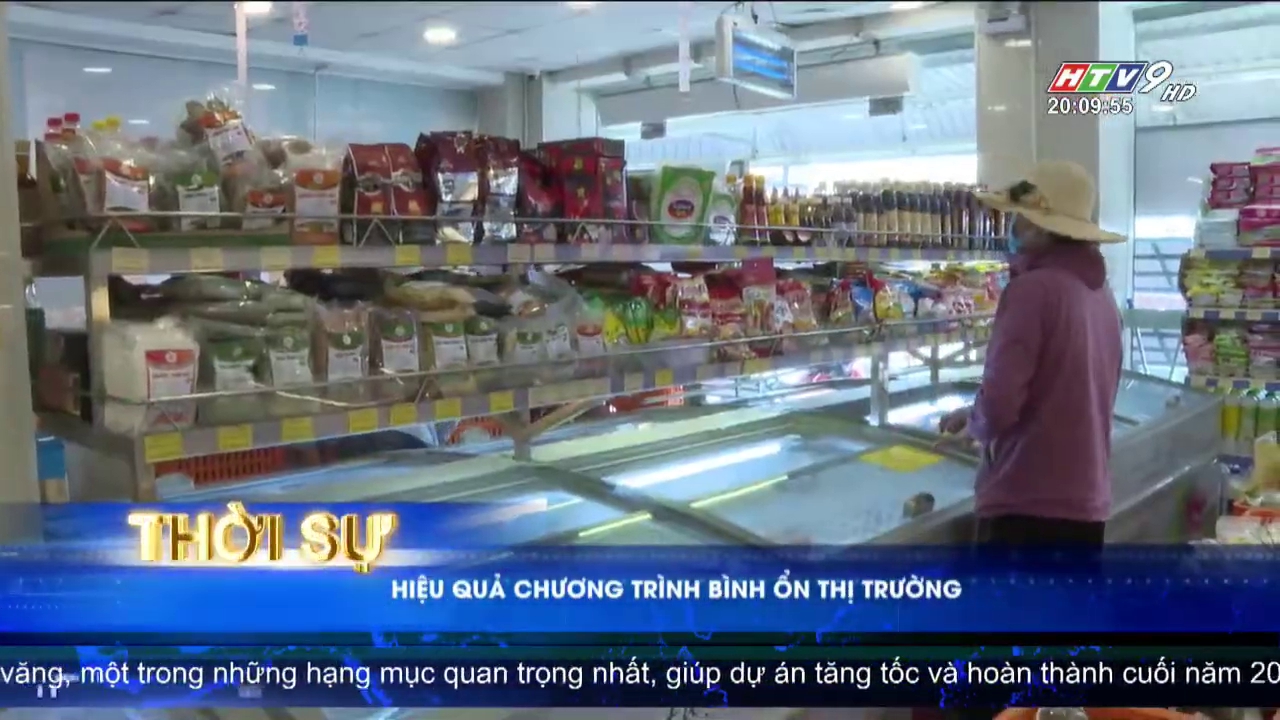 HTV9 HD
20:09:55
THỜI SỰ
HIỆU QUẢ CHƯƠNG TRÌNH BÌNH ỔN THỊ TRƯỜNG
văng, một trong những hạng mục quan trọng nhất, giúp dự án tăng tốc và hoàn thành cuối năm 20